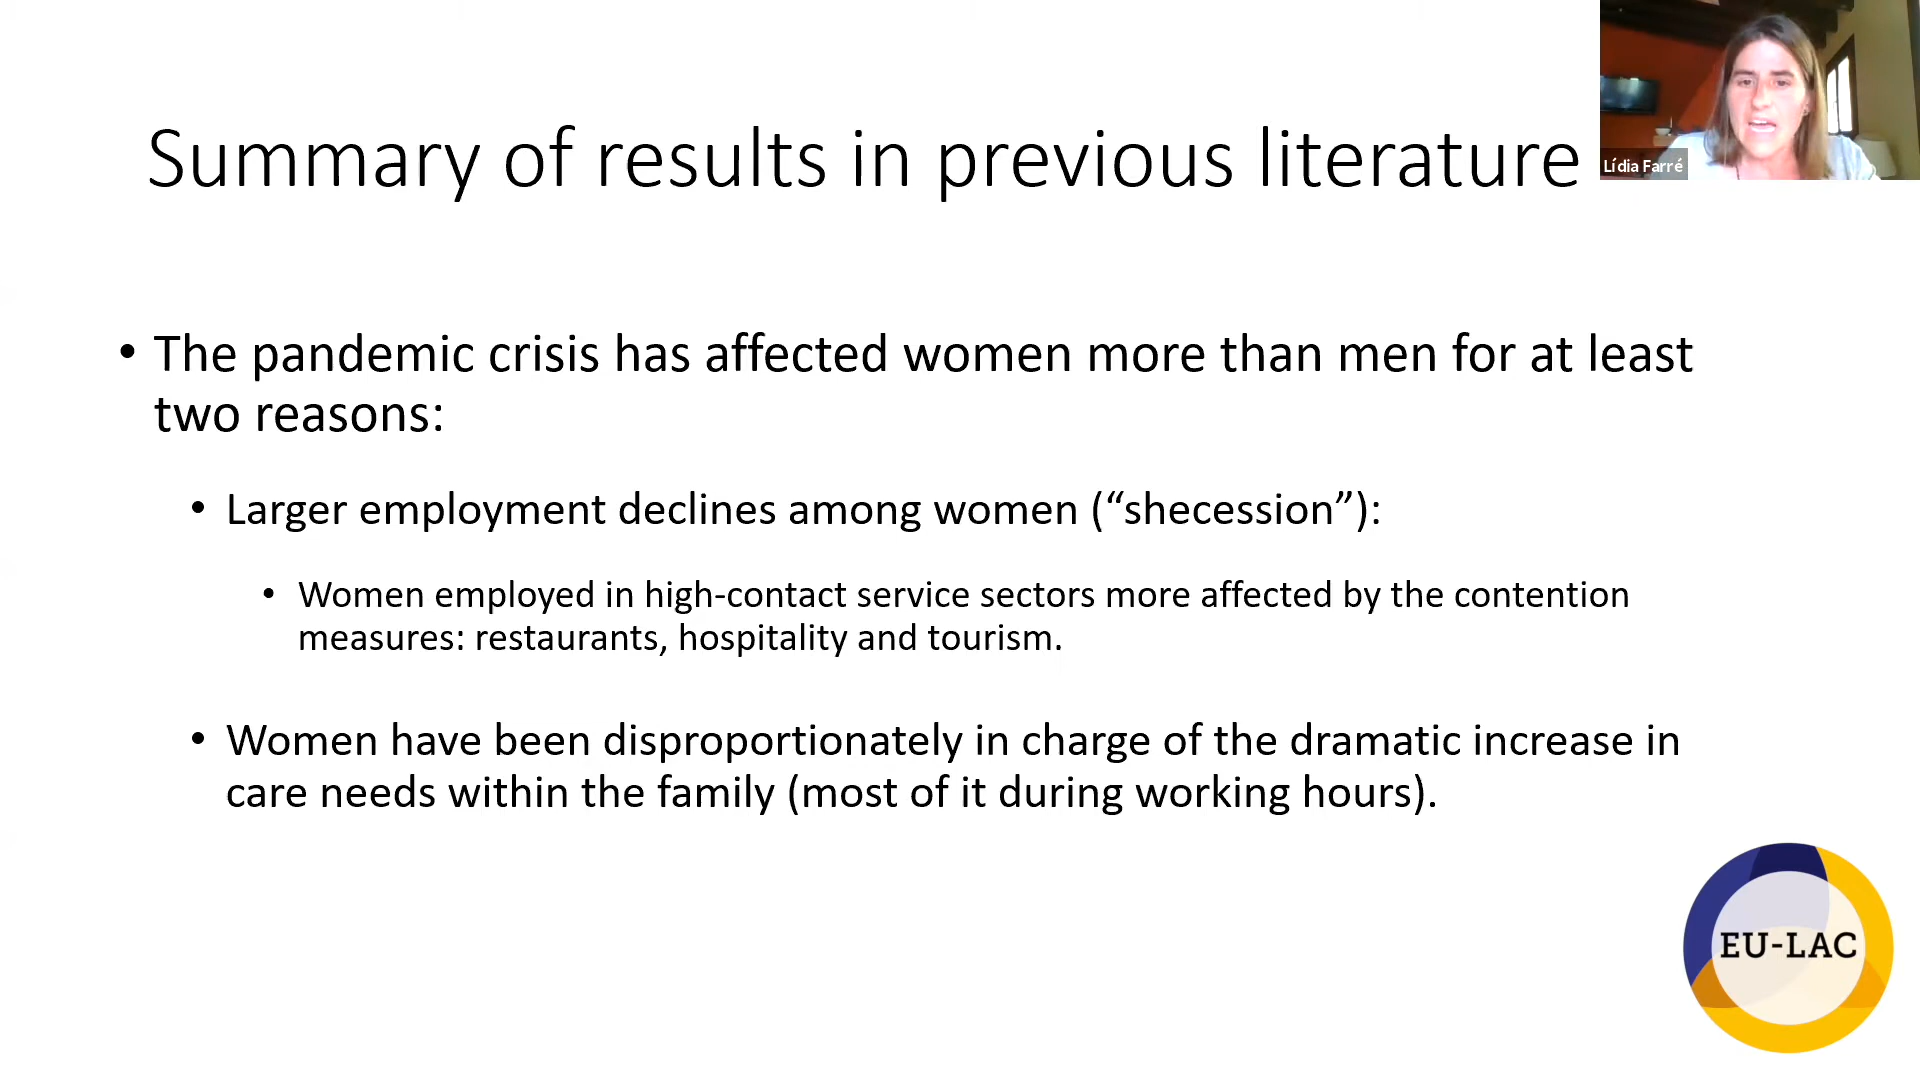 Summary of results in previous literature
Lídia Farré
• The pandemic crisis has affected women more than men for at least
two reasons:
• Larger employment declines among women (“shecession”):
• Women employed in high-contact service sectors more affected by the contention
measures: restaurants, hospitality and tourism.
• Women have been disproportionately in charge of the dramatic increase in
care needs within the family (most of it during working hours).
EU-LAC